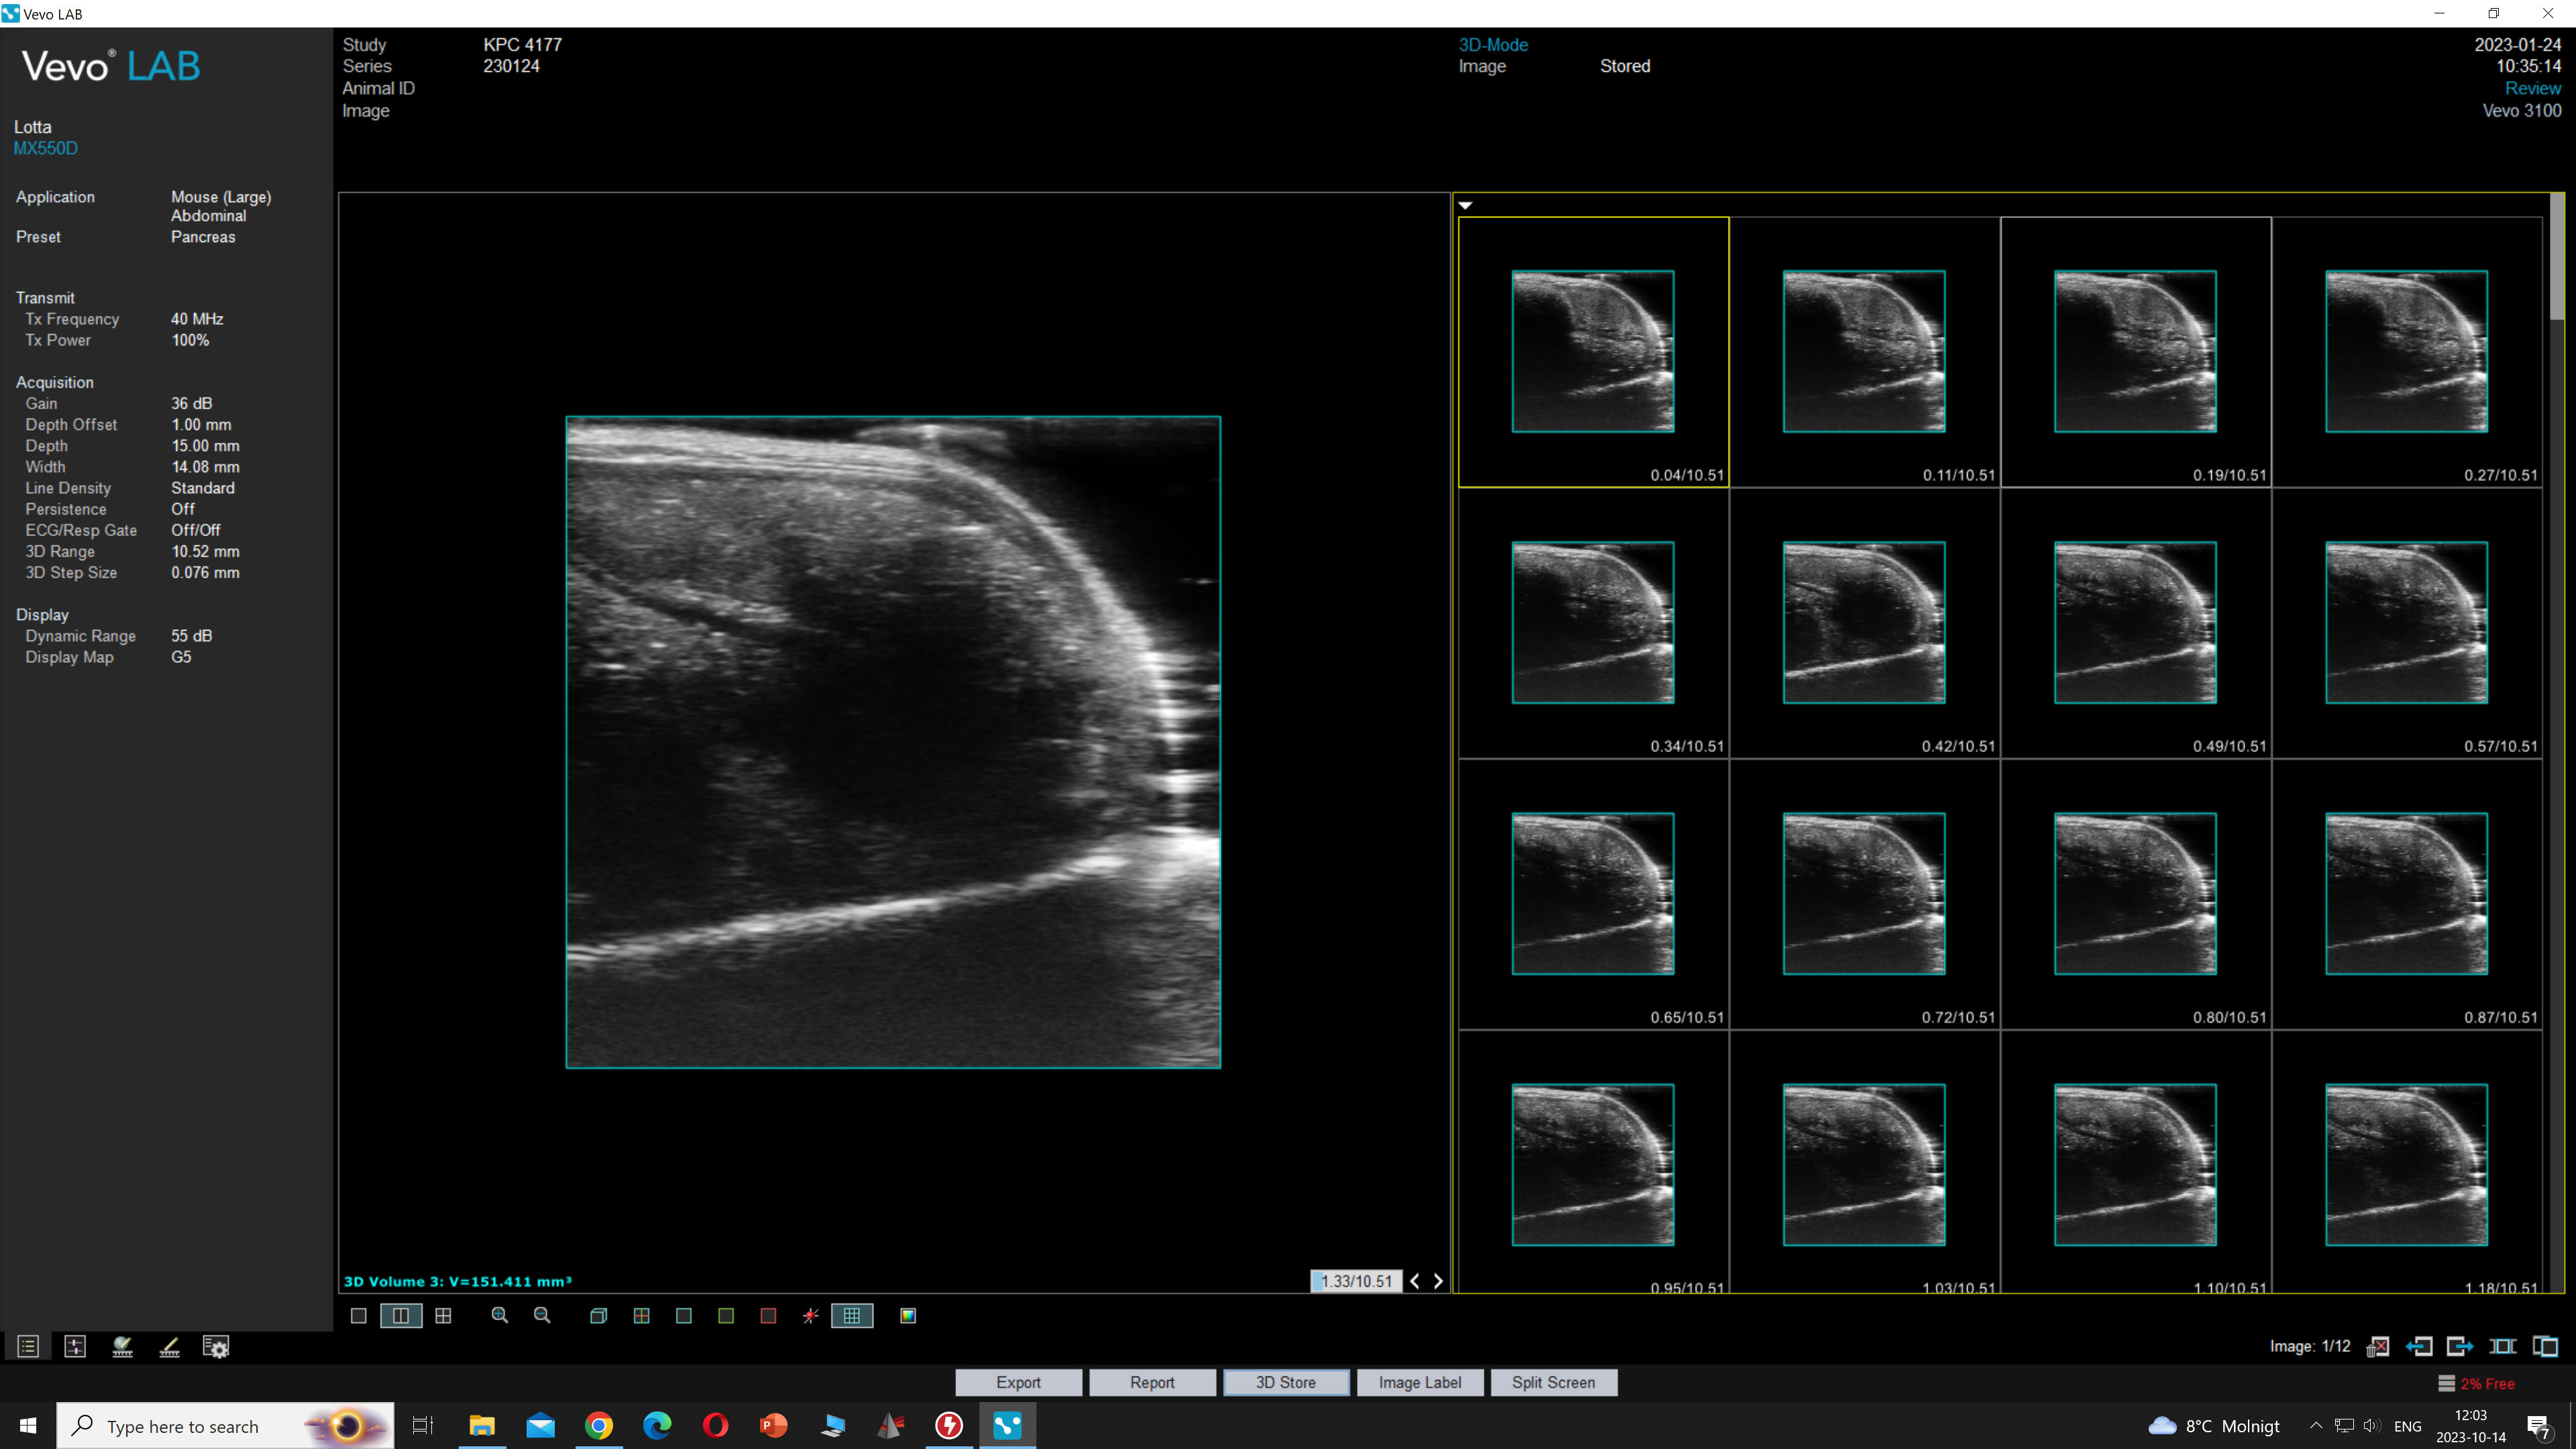 Vevo LAB
Vevo® LAB
Lotta
MX550D
Application Mouse (Large)
Abdominal
Preset Pancreas
Transmit
Tx Frequency 40 MHz
Tx Power 100%
Acquisition
Gain 36 dB
Depth Offset 1.00 mm
Depth 15.00 mm
Width 14.08 mm
Line Density Standard
Persistence Off
ECG/Resp Gate Off/Off
3D Range 10.52 mm
3D Step Size 0.076 mm
Display
Dynamic Range 55 dB
Display Map G5
Study KPC 4177
Series 230124
Animal ID
Image
3D-Mode
Image Stored
2023-01-24
10:35:14
Review
Vevo 3100
0.04/10.51 0.11/10.51 0.19/10.51 0.27/10.51
0.34/10.51 0.42/10.51 0.49/10.51 0.57/10.51
0.65/10.51 0.72/10.51 0.80/10.51 0.87/10.51
0.95/10.51 1.03/10.51 1.10/10.51 1.18/10.51
3D Volume 3: V=151.411 mm³
1.33/10.51
Image: 1/12
Export Report 3D Store Image Label Split Screen
2% Free
Type here to search
8°C Molnigt
ENG
12:03
2023-10-14
7